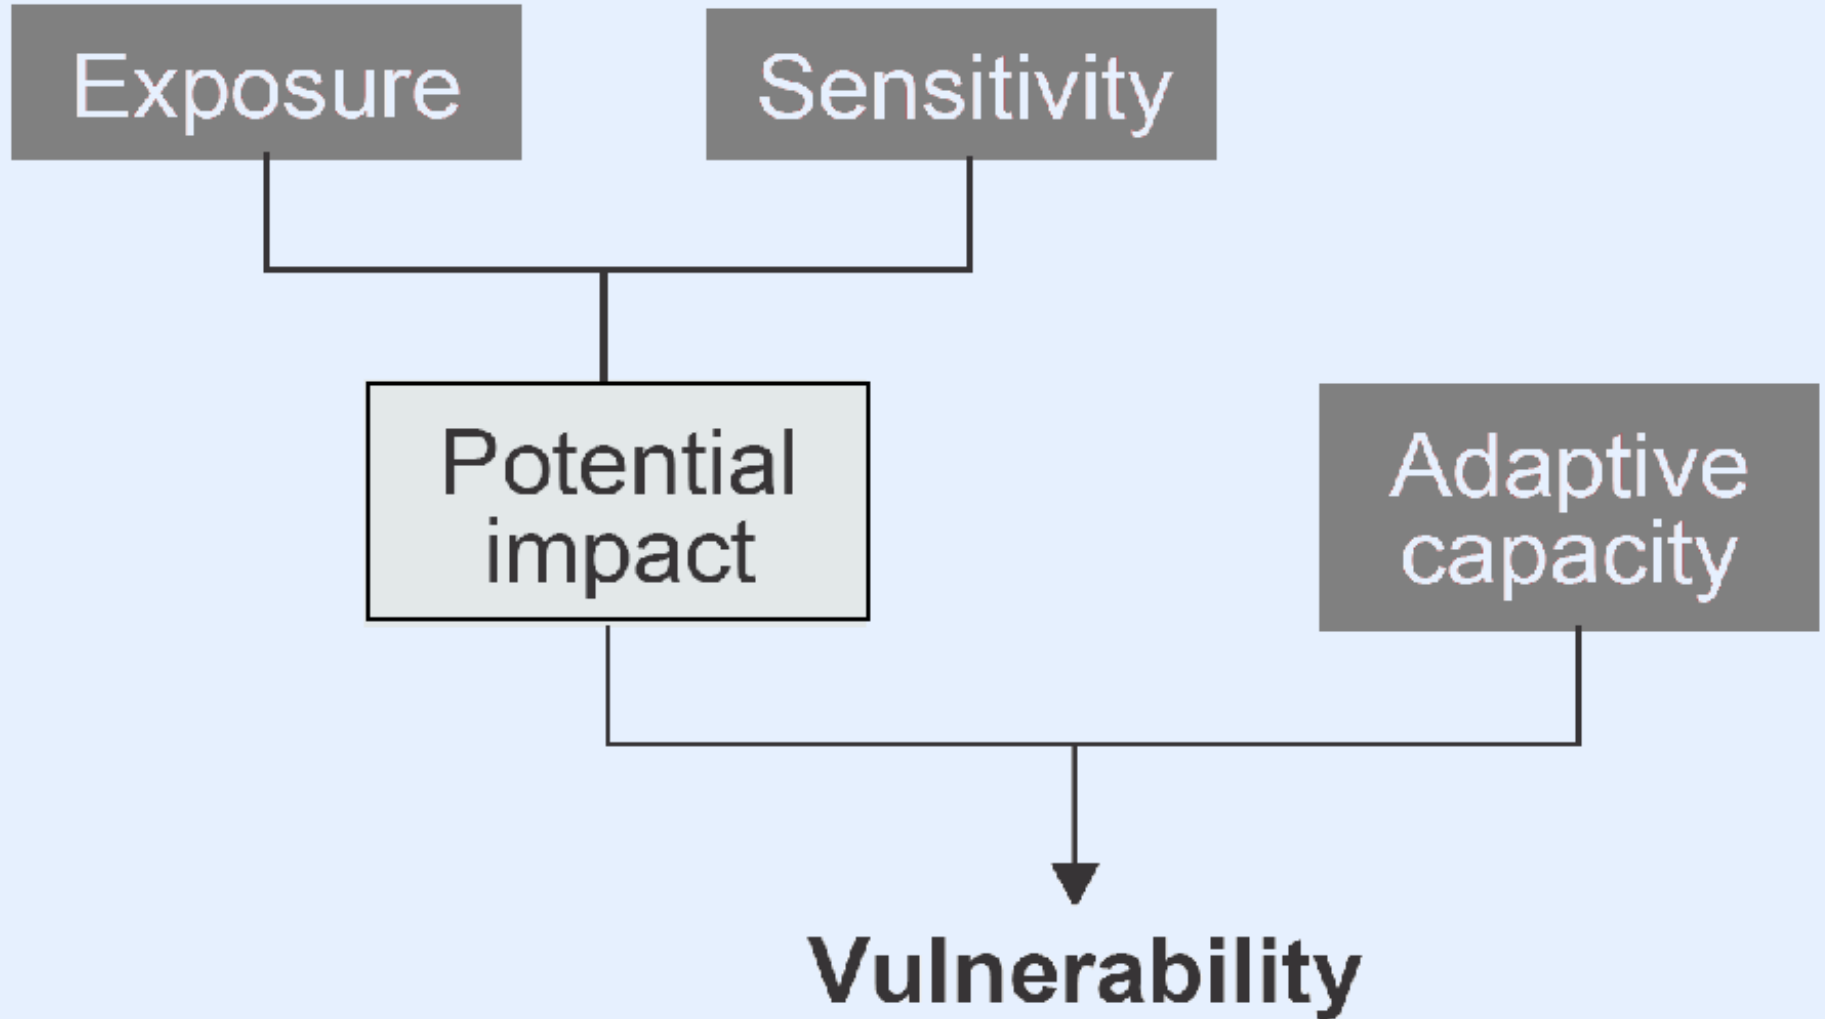 Exposure
Sensitivity
Potential
impact
Adaptive
capacity
Vulnerability